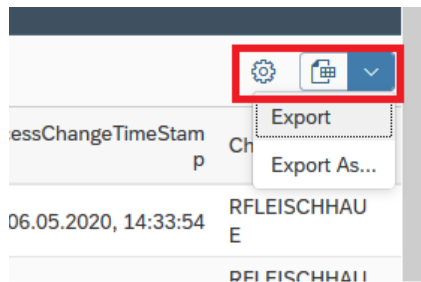 Export
Export As...
essChangeTimeStam
p
Ch
06.05.2020, 14:33:54
RFLEISCHHAU
E
RFLEISCHHAU